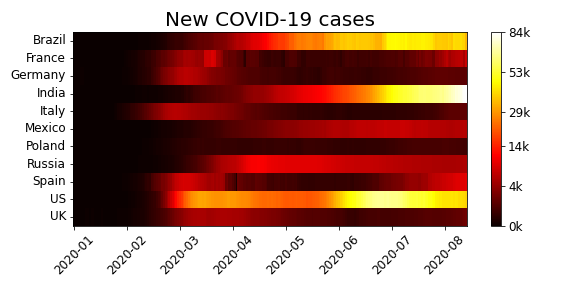 New COVID-19 cases
Brazil
France
Germany
India
Italy
Mexico
Poland
Russia
Spain
US
UK
2020-01
2020-02
2020-03
2020-04
2020-05
2020-06
2020-07
2020-08
84k
53k
29k
14k
4k
0k